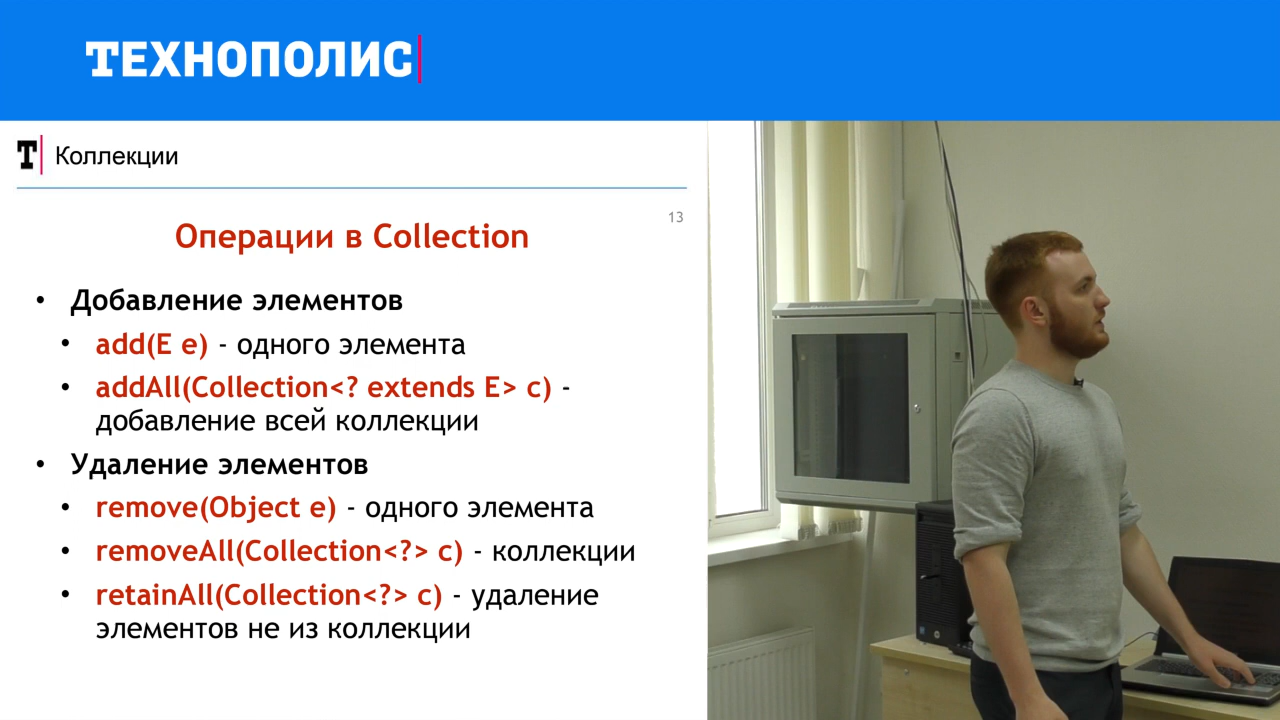 ТЕХНОПОЛИС
Т Коллекции
13
Операции в Collection
• Добавление элементов
• add(E e) - одного элемента
• addAll(Collection<? extends E> c) -
добавление всей коллекции
• Удаление элементов
• remove(Object e) - одного элемента
• removeAll(Collection<?> c) - коллекции
• retainAll(Collection<?> c) - удаление
элементов не из коллекции